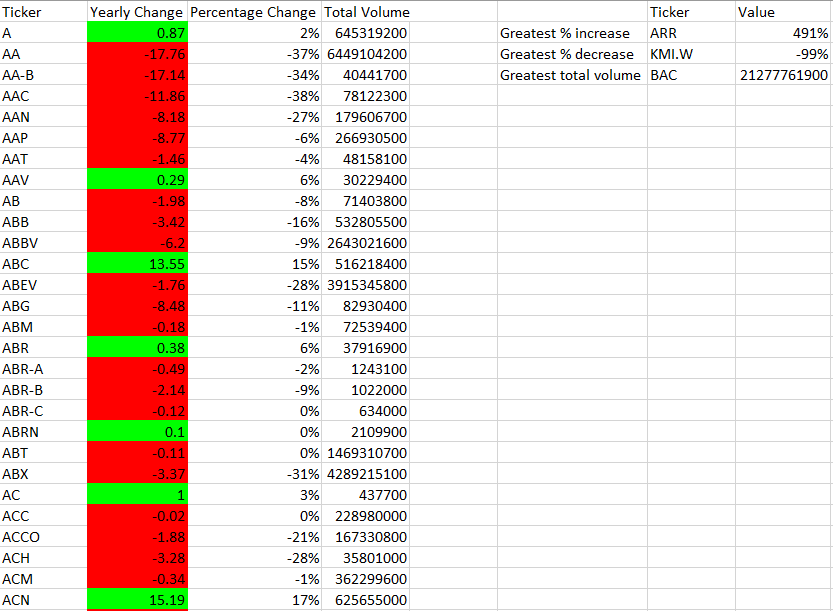 Ticker Yearly Change Percentage Change Total Volume Ticker Value
A 0.87 2% 645319200 Greatest % increase ARR 491%
AA -17.76 -37% 6449104200 Greatest % decrease KMI.W -99%
AA-B -17.14 -34% 40441700 Greatest total volume BAC 21277761900
AAC -11.86 -38% 78122300
AAN -8.18 -27% 179606700
AAP -8.77 -6% 266930500
AAT -1.46 -4% 48158100
AAV 0.29 6% 30229400
AB -1.98 -8% 71403800
ABB -3.42 -16% 532805500
ABBV -6.2 -9% 2643021600
ABC 13.55 15% 516218400
ABEV -1.76 -28% 3915345800
ABG -8.48 -11% 82930400
ABM -0.18 -1% 72539400
ABR 0.38 6% 37916900
ABR-A -0.49 -2% 1243100
ABR-B -2.14 -9% 1022000
ABR-C -0.12 0% 634000
ABRN 0.1 0% 2109900
ABT -0.11 0% 1469310700
ABX -3.37 -31% 4289215100
AC 1 3% 437700
ACC -0.02 0% 228980000
ACCO -1.88 -21% 167330800
ACH -3.28 -28% 35801000
ACM -0.34 -1% 362299600
ACN 15.19 17% 625655000